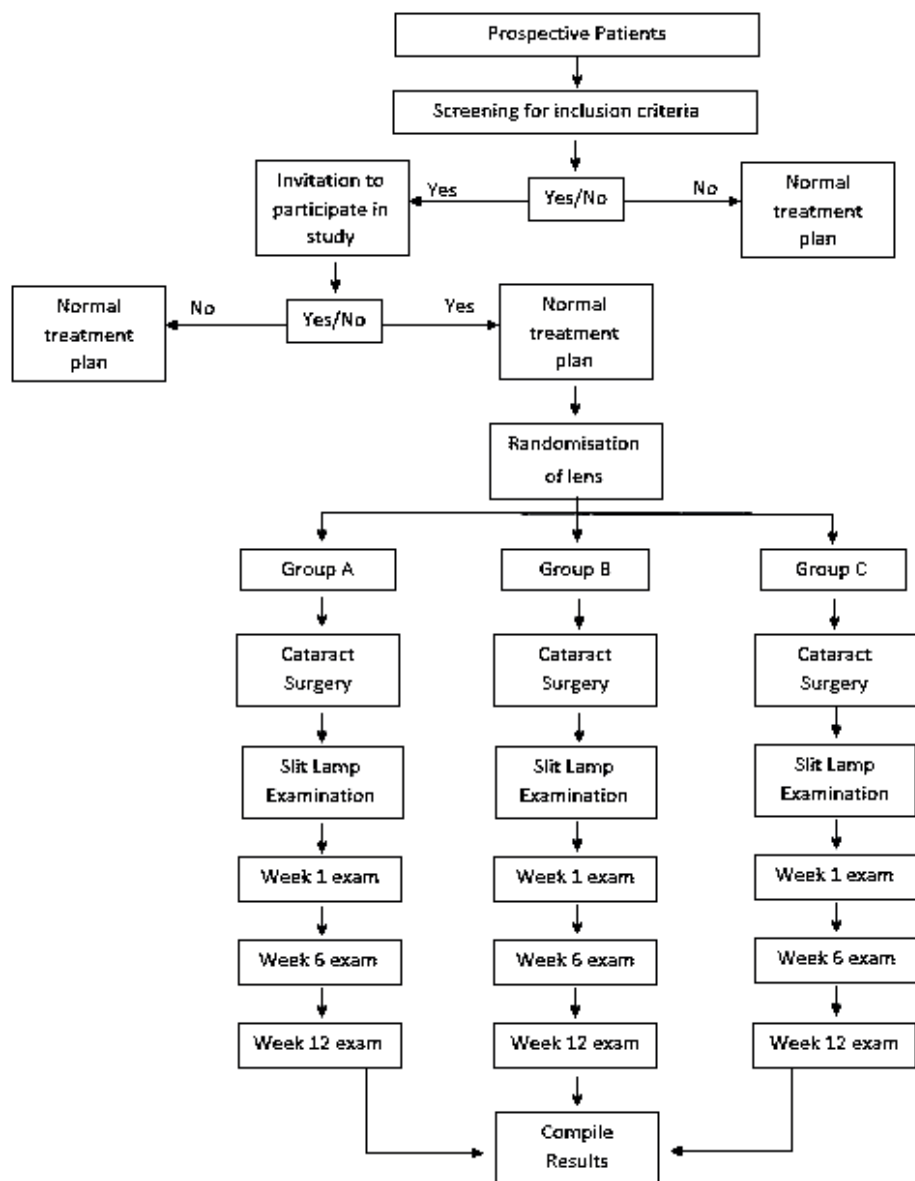 Prospective Patients
Screening for inclusion criteria
Invitation to
participate in
study
Yes
Yes/No
No
Normal
treatment
plan
Normal
treatment
plan
No
Yes/No
Yes
Normal
treatment
plan
Randomisation
of lens
Group A
Group B
Group C
Cataract
Surgery
Cataract
Surgery
Cataract
Surgery
Slit Lamp
Examination
Slit Lamp
Examination
Slit Lamp
Examination
Week 1 exam
Week 1 exam
Week 1 exam
Week 6 exam
Week 6 exam
Week 6 exam
Week 12 exam
Week 12 exam
Week 12 exam
Compile
Results